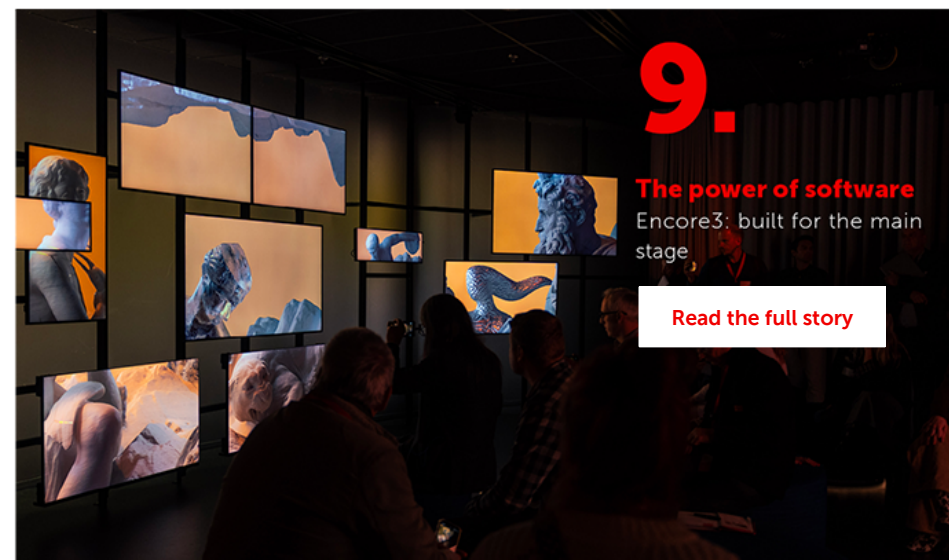 9.
The power of software
Encore3: built for the main
stage
Read the full story